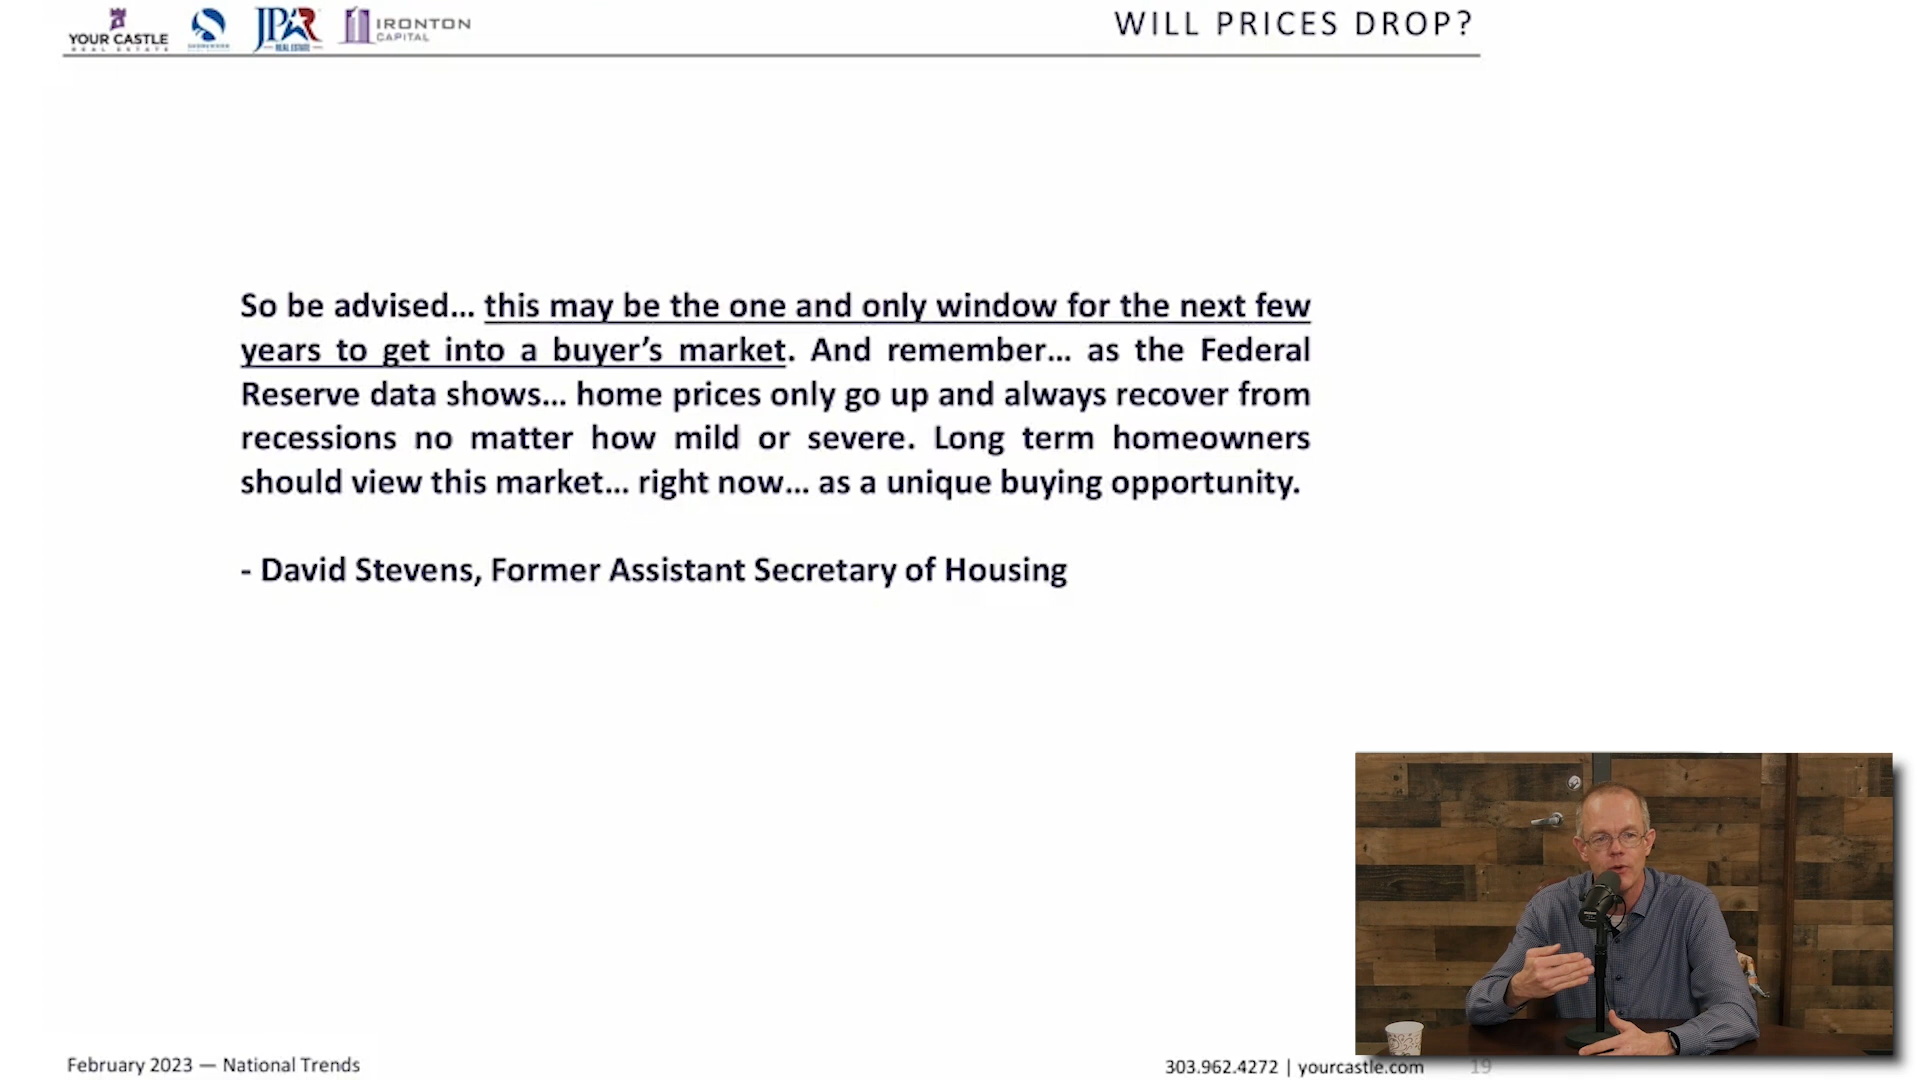 YOUR CASTLE
REAL ESTATE
JPAR
REAL ESTATE
IRONTON
CAPITAL
WILL PRICES DROP?
So be advised… this may be the one and only window for the next few
years to get into a buyer’s market. And remember… as the Federal
Reserve data shows… home prices only go up and always recover from
recessions no matter how mild or severe. Long term homeowners
should view this market… right now… as a unique buying opportunity.
- David Stevens, Former Assistant Secretary of Housing
February 2023 — National Trends
303.962.4272 | yourcastle.com
19